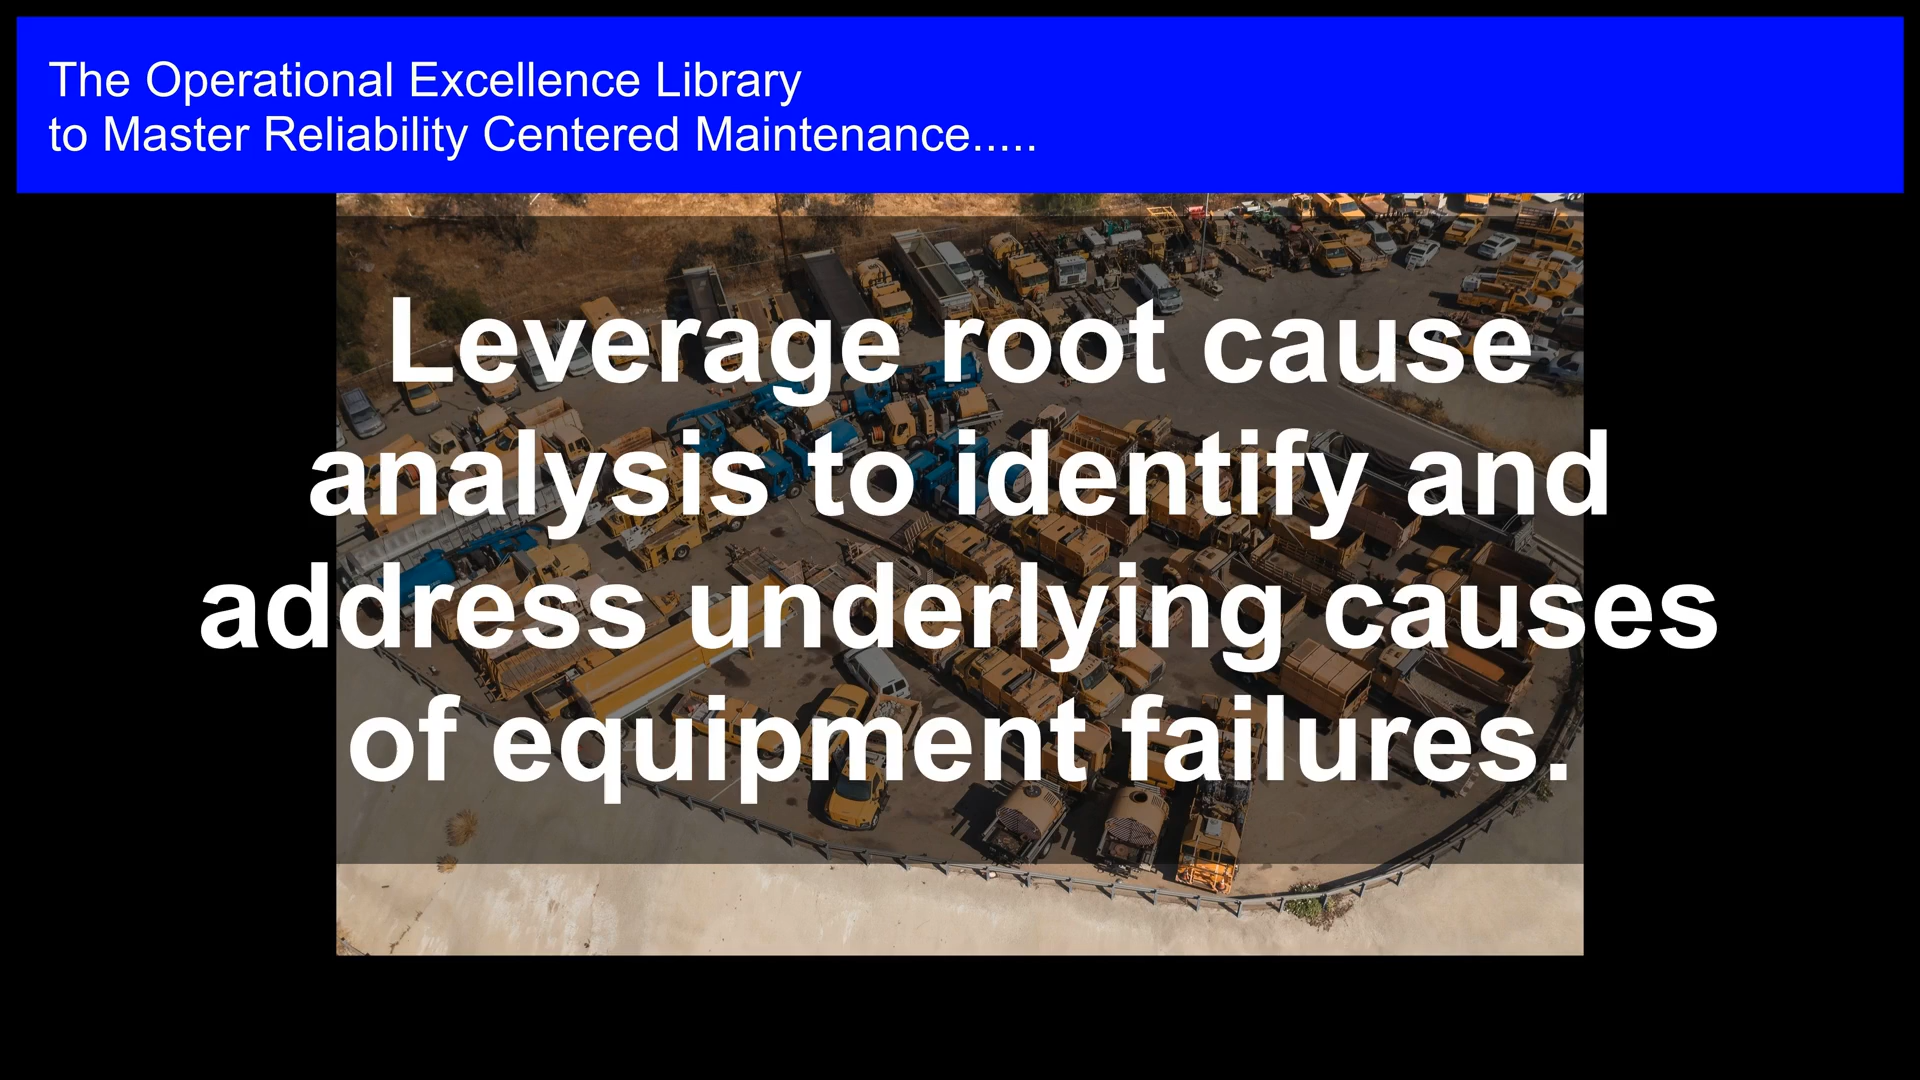 The Operational Excellence Library
to Master Reliability Centered Maintenance.....
Leverage root cause
analysis to identify and
address underlying causes
of equipment failures.